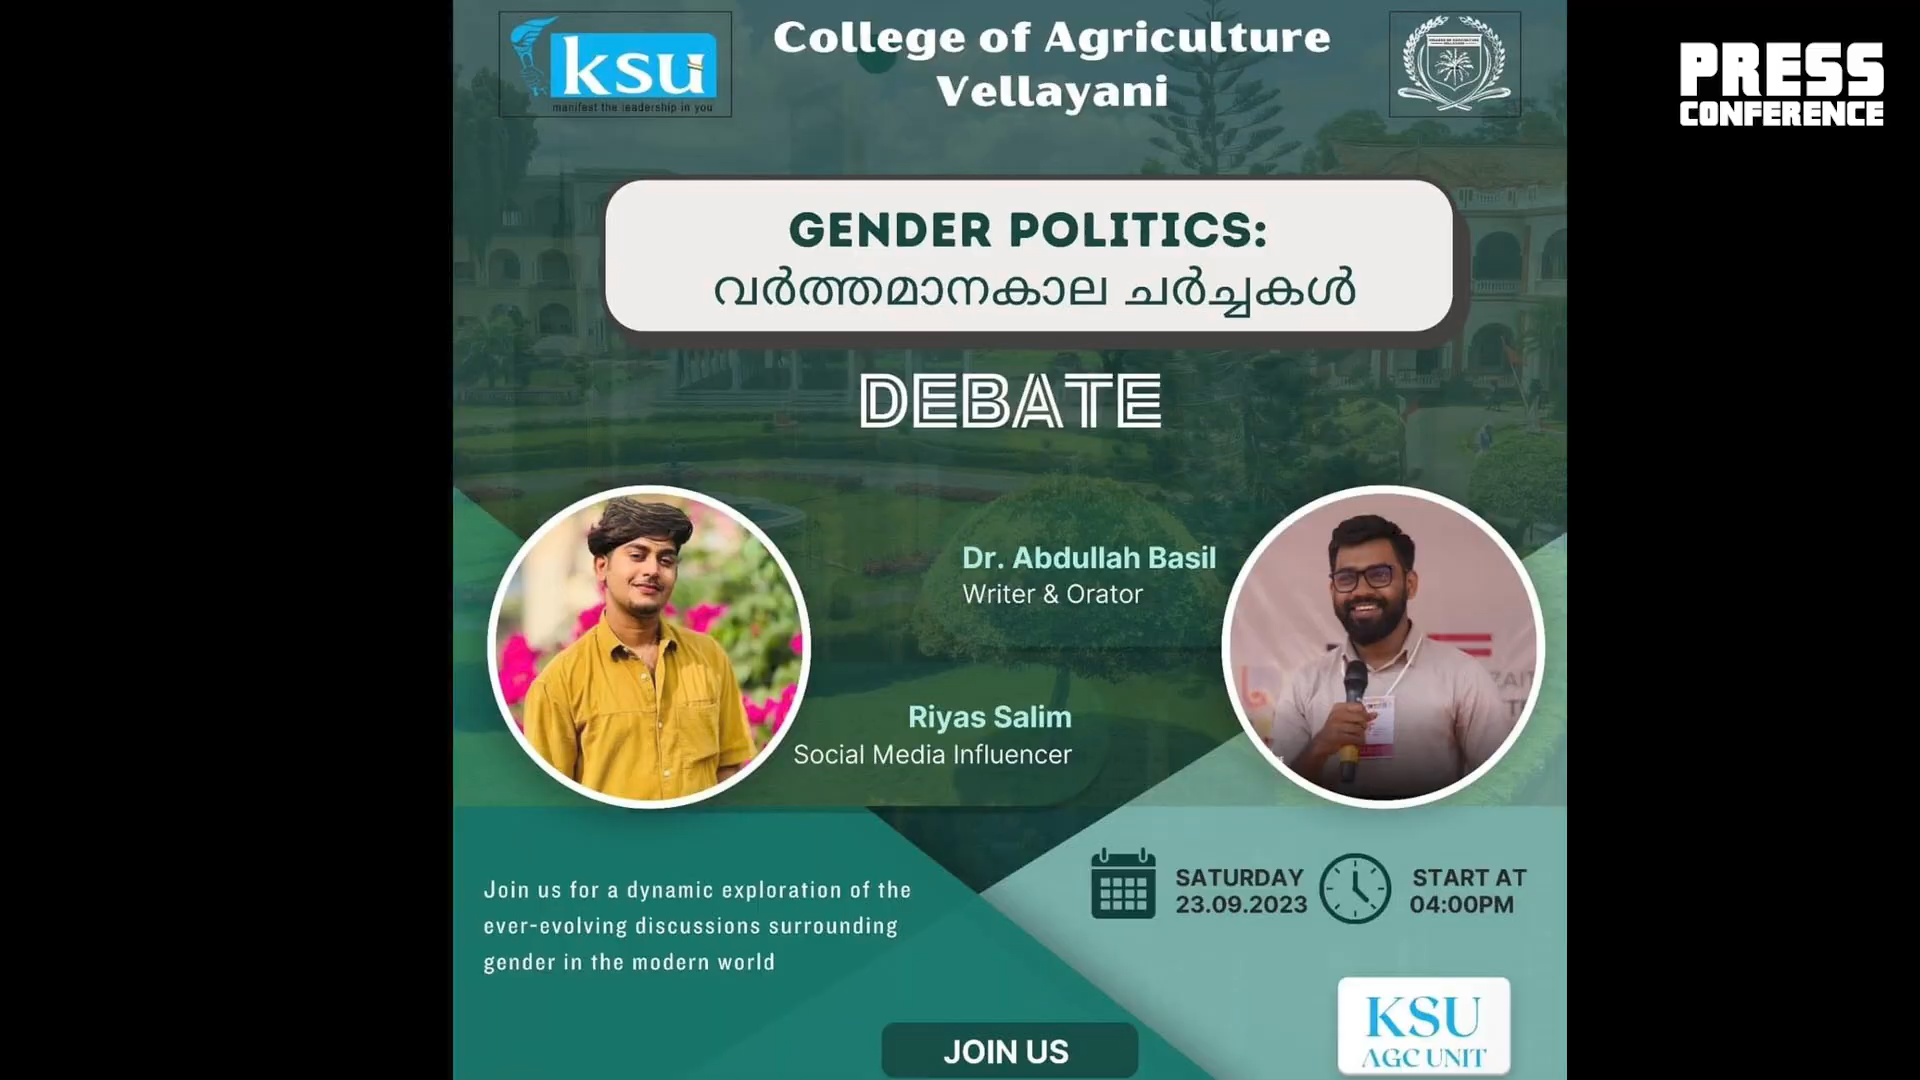 ksu
manifest the leadership in you
College of Agriculture
Vellayani
PRESS
CONFERENCE
GENDER POLITICS:
വർത്തമാനകാല ചർച്ചകൾ
DEBATE
Dr. Abdullah Basil
Writer & Orator
Riyas Salim
Social Media Influencer
Join us for a dynamic exploration of the
ever-evolving discussions surrounding
gender in the modern world
SATURDAY
23.09.2023
START AT
04:00PM
JOIN US
KSU
AGC UNIT